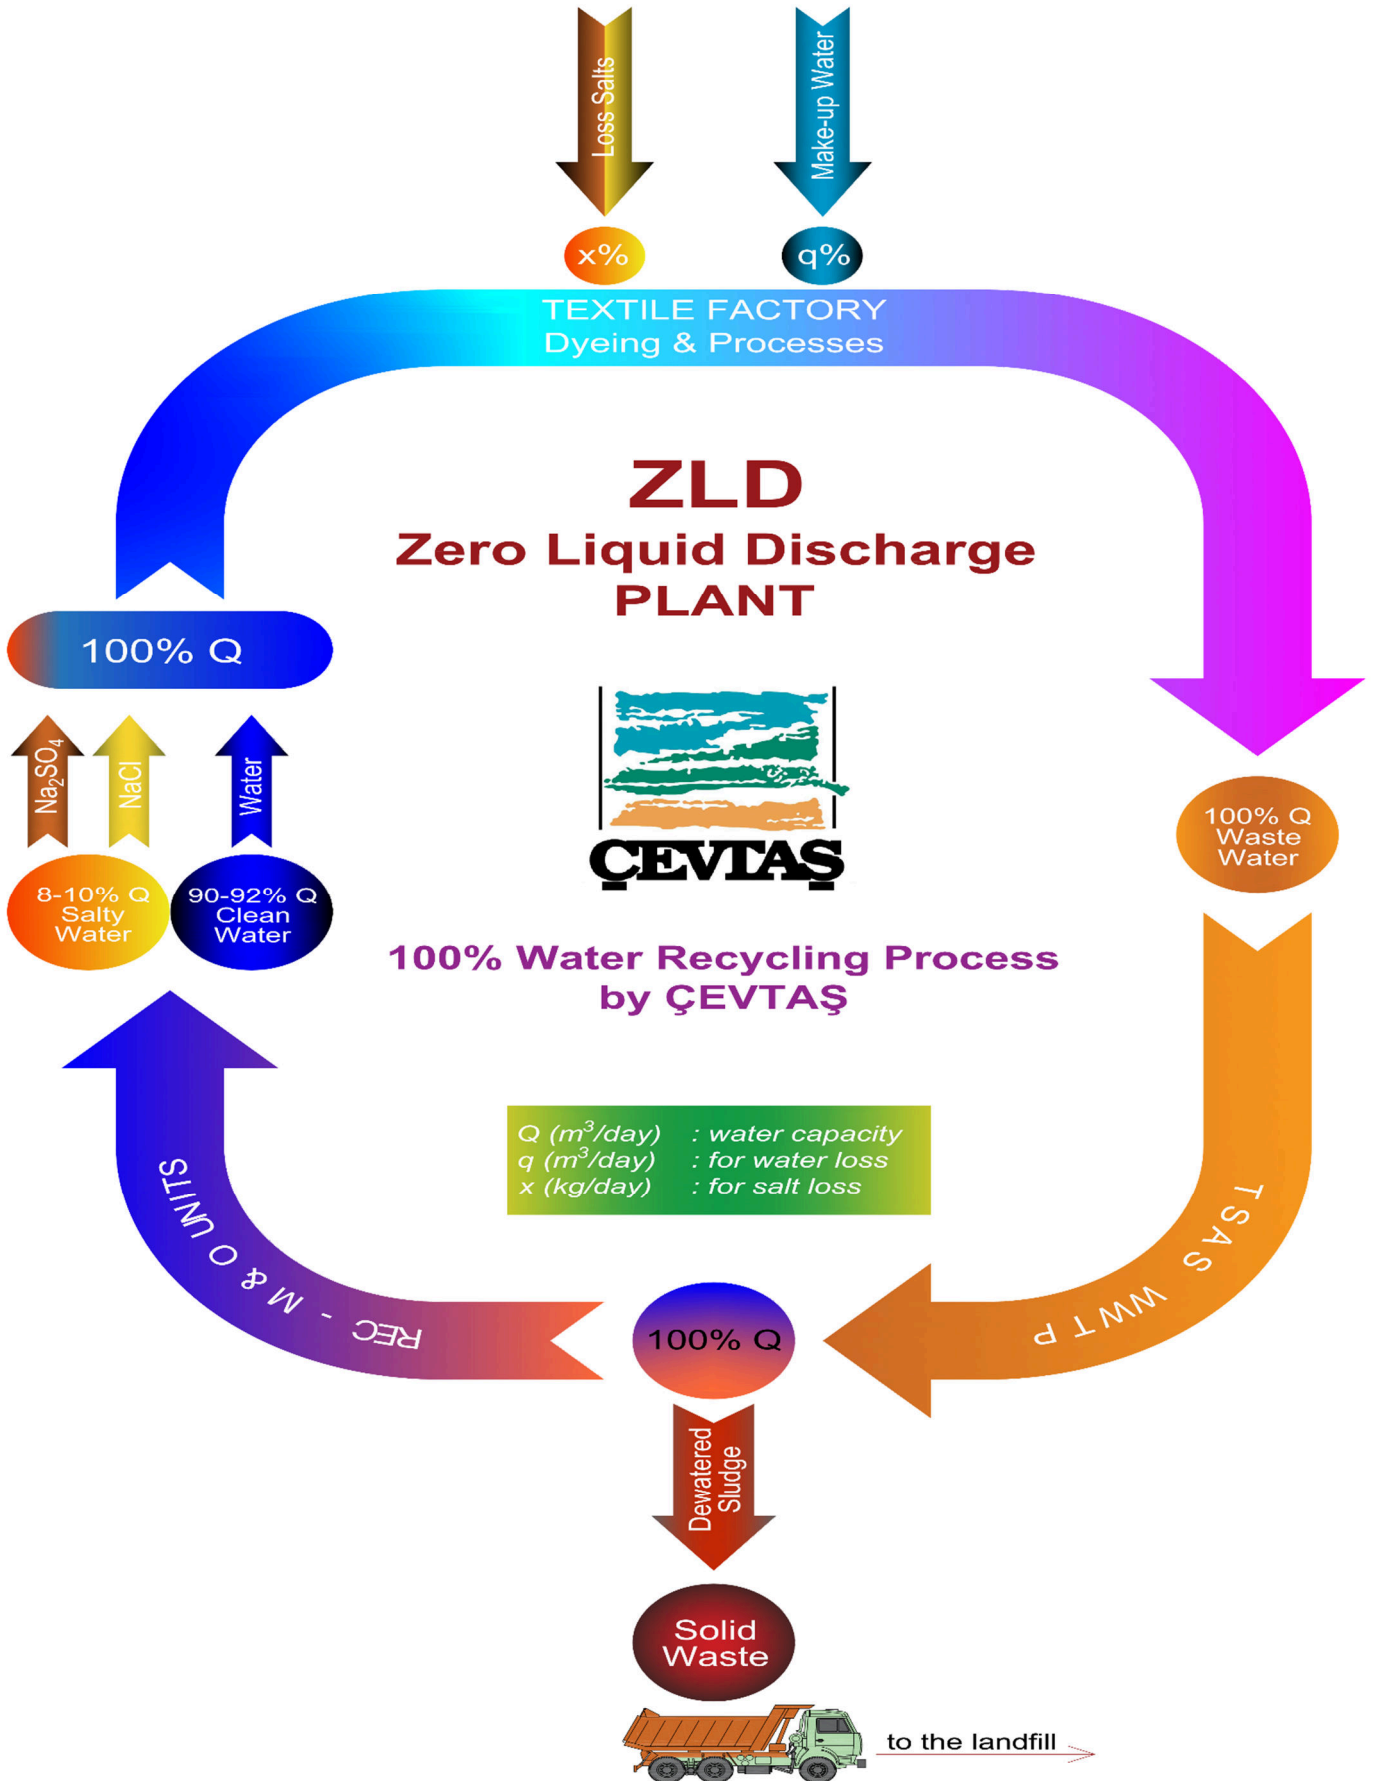 Loss Salts
Make-up Water
x%
q%
TEXTILE FACTORY
Dyeing & Processes
ZLD
Zero Liquid Discharge
PLANT
100% Q
Na₂SO₄
NaCl
Water
ÇEVTAŞ
100% Q
Waste
Water
8-10% Q
Salty
Water
90-92% Q
Clean
Water
100% Water Recycling Process
by ÇEVTAŞ
Q (m³/day) : water capacity
q (m³/day) : for water loss
x (kg/day) : for salt loss
TSAS WWTP
REC - M & O UNITS
100% Q
Dewatered
Sludge
Solid
Waste
to the landfill